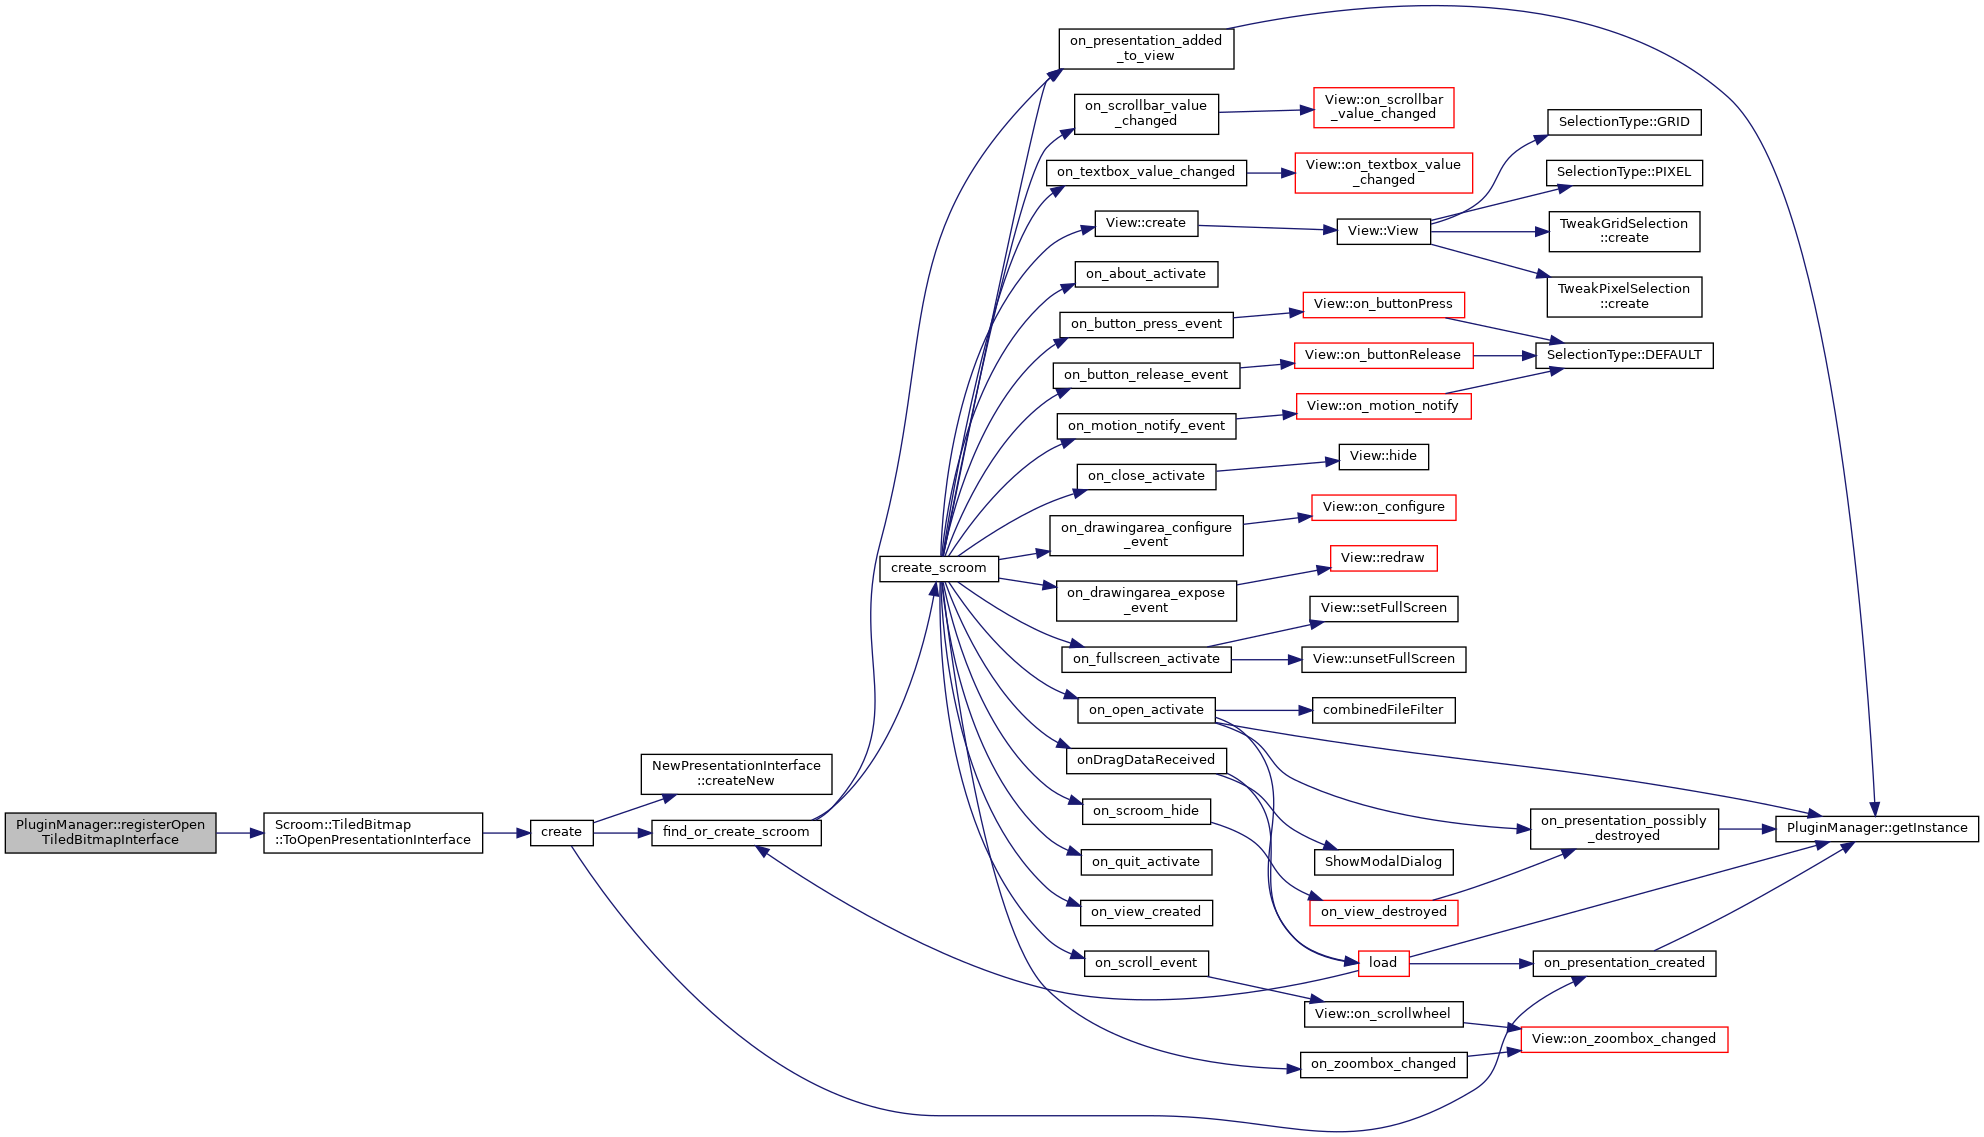 PluginManager::registerOpen
TiledBitmapInterface
Scroom::TiledBitmap
::ToOpenPresentationInterface
create
NewPresentationInterface
::createNew
find_or_create_scroom
create_scroom
on_presentation_added
_to_view
on_scrollbar_value
_changed
on_textbox_value_changed
View::create
on_about_activate
on_button_press_event
on_button_release_event
on_motion_notify_event
on_close_activate
on_drawingarea_configure
_event
on_drawingarea_expose
_event
on_fullscreen_activate
on_open_activate
onDragDataReceived
on_scroom_hide
on_quit_activate
on_view_created
on_scroll_event
View::on_scrollbar
_value_changed
View::on_textbox_value
_changed
View::View
View::on_buttonPress
View::on_buttonRelease
View::on_motion_notify
View::hide
View::on_configure
View::redraw
View::setFullScreen
View::unsetFullScreen
combinedFileFilter
ShowModalDialog
on_view_destroyed
load
View::on_scrollwheel
on_zoombox_changed
SelectionType::GRID
SelectionType::PIXEL
TweakGridSelection
::create
TweakPixelSelection
::create
SelectionType::DEFAULT
on_presentation_possibly
_destroyed
on_presentation_created
View::on_zoombox_changed
PluginManager::getInstance